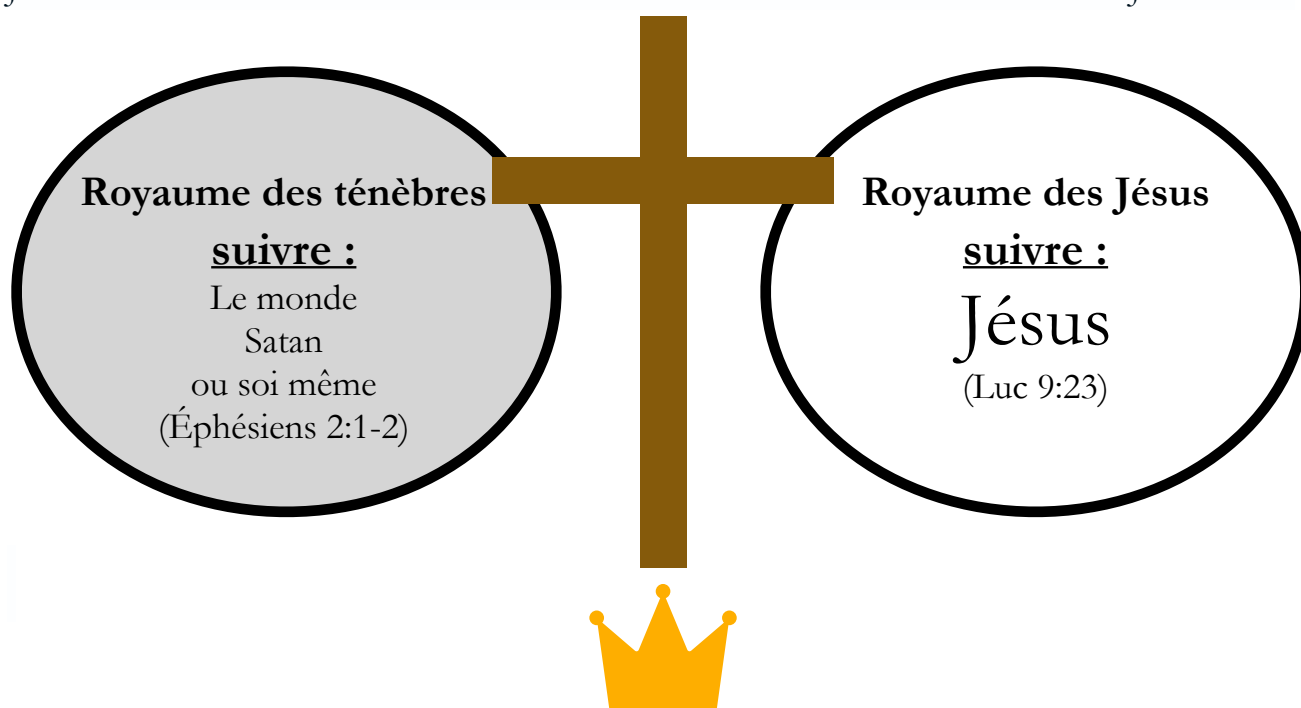 Royaume des ténèbres
suivre :
Le monde
Satan
ou soi même
(Éphésiens 2:1-2)
Royaume des Jésus
suivre :
Jésus
(Luc 9:23)